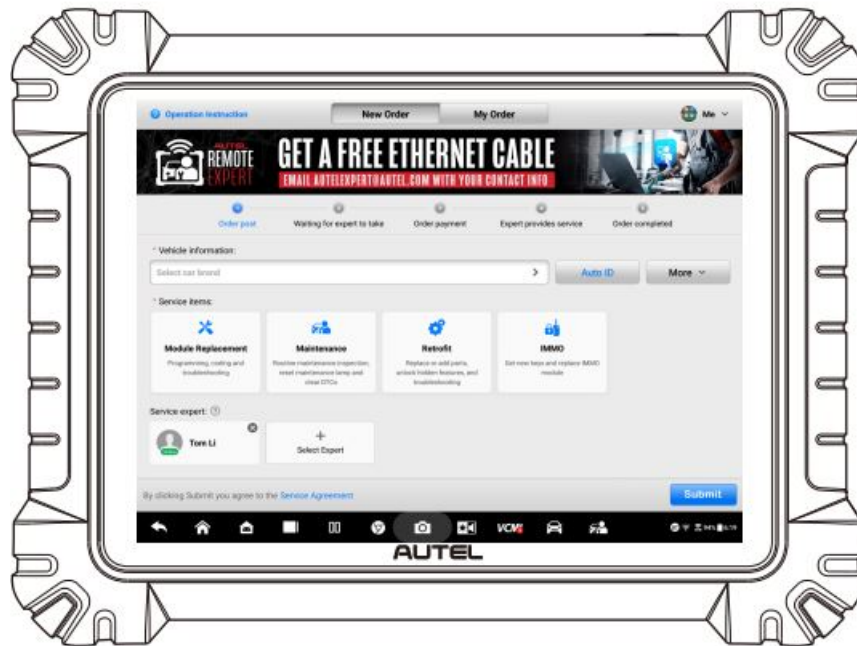 Operation Instruction
New Order
My Order
Me
AUTEL
REMOTE
EXPERT
GET A FREE ETHERNET CABLE
EMAIL AUTELEXPERT@AUTEL.COM WITH YOUR CONTACT INFO
Order post
Waiting for expert to take
Order payment
Expert provides service
Order completed
* Vehicle information:
Select car brand
Auto ID
More
* Service items:
Module Replacement
Programming, coding and
troubleshooting
Maintenance
Routine maintenance inspection,
reset maintenance lamp and
clear DTCs
Retrofit
Replace or add parts,
unlock hidden features, and
troubleshooting
IMMO
Get new keys and replace IMMO
module
Service expert:
Tom Li
+
Select Expert
By clicking Submit you agree to the Service Agreement
Submit
VCMI
94%
AUTEL